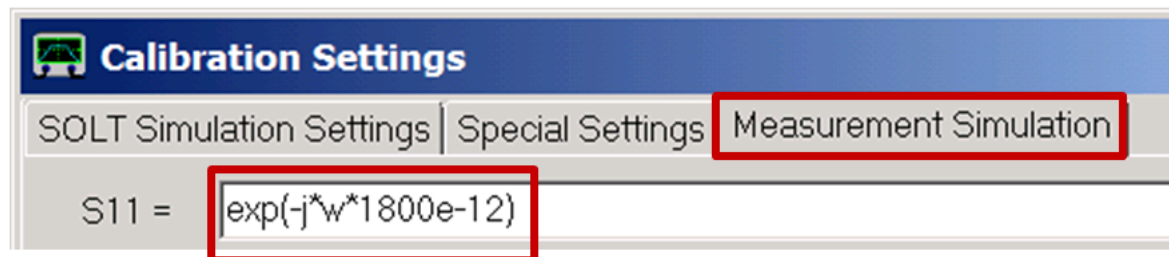 Calibration Settings
SOLT Simulation Settings Special Settings Measurement Simulation
S11 = exp(-j*w*1800e-12)